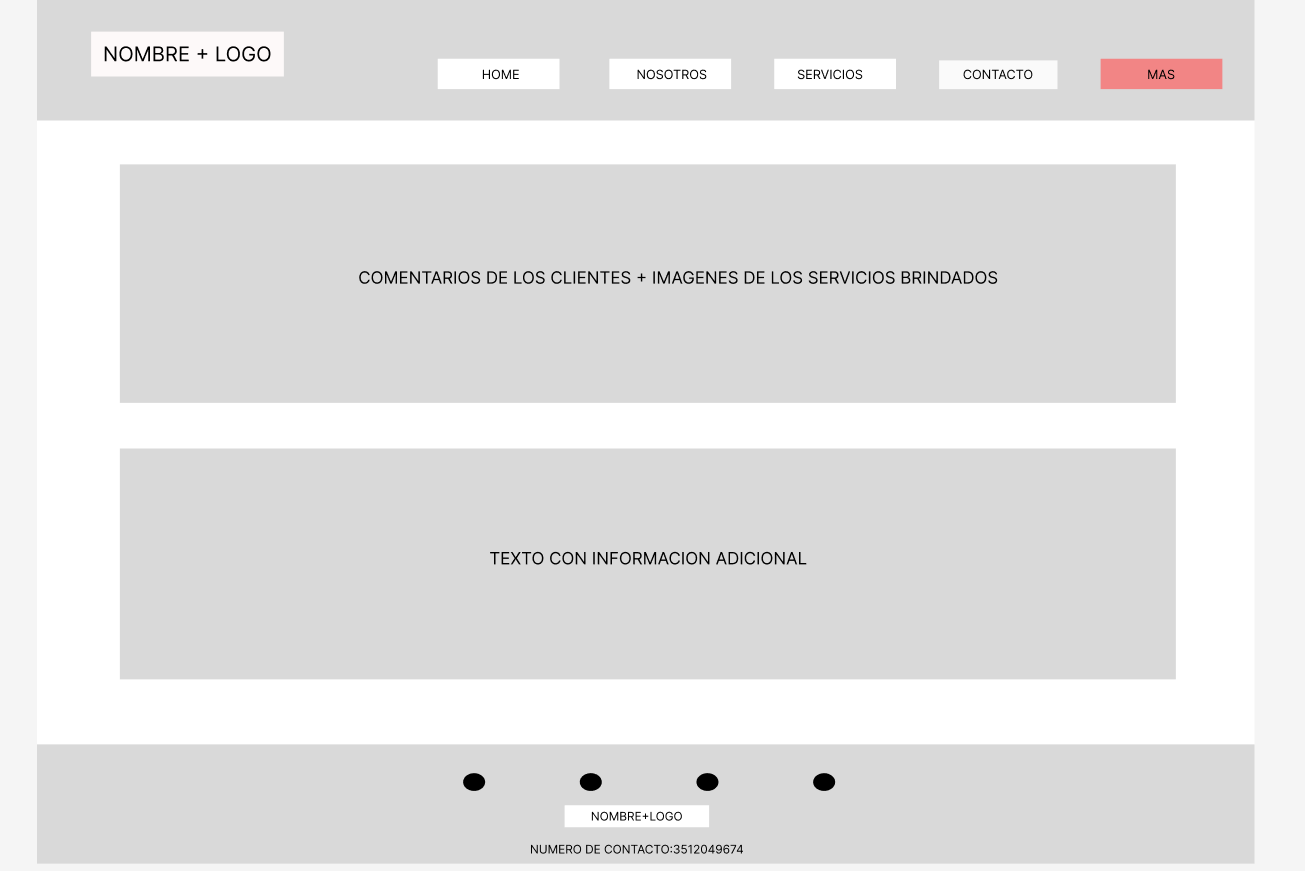 NOMBRE + LOGO
HOME
NOSOTROS
SERVICIOS
CONTACTO
MAS
COMENTARIOS DE LOS CLIENTES + IMAGENES DE LOS SERVICIOS BRINDADOS
TEXTO CON INFORMACION ADICIONAL
NOMBRE+LOGO
NUMERO DE CONTACTO:3512049674